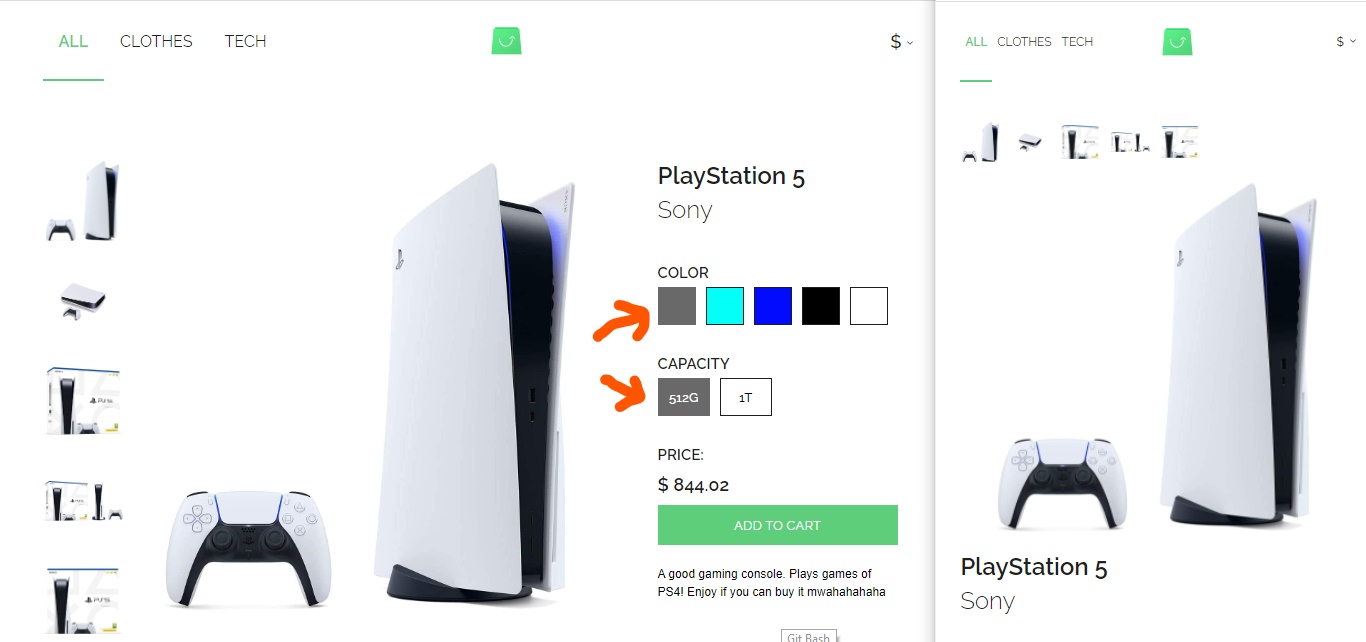 ALL CLOTHES TECH
$
PlayStation 5
Sony
COLOR
CAPACITY
512G 1T
PRICE:
$ 844.02
ADD TO CART
A good gaming console. Plays games of
PS4! Enjoy if you can buy it mwahahahaha
Git Bash
ALL CLOTHES TECH
$
PlayStation 5
Sony